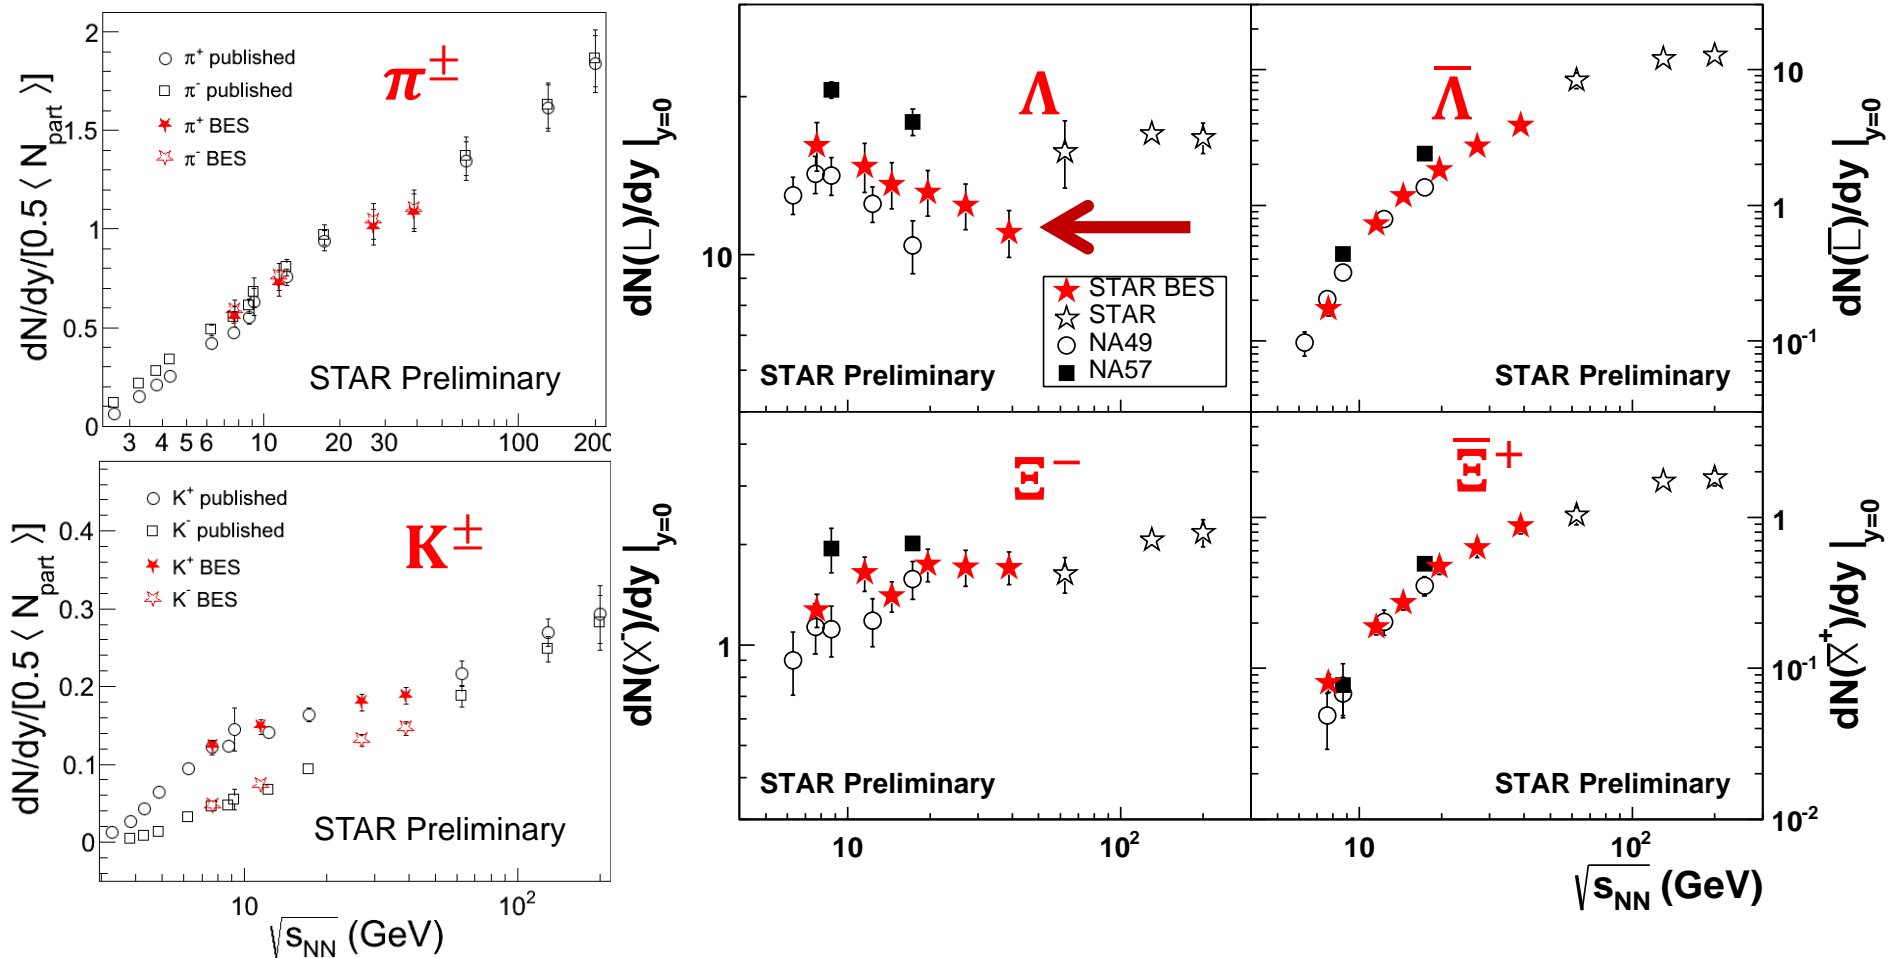 dN/dy/[0.5⟨ N_part ⟩]
2
1.5
1
0.5
0
π⁺ published
π⁻ published
π⁺ BES
π⁻ BES
π±
STAR Preliminary
3 4 5 6 10 20 30 100 200
dN/dy/[0.5⟨ N_part ⟩]
0.4
0.3
0.2
0.1
0
K⁺ published
K⁻ published
K⁺ BES
K⁻ BES
K±
STAR Preliminary
10 10²
√s_NN (GeV)
dN(L)/dy |y=0
10
Λ
STAR BES
STAR
NA49
NA57
STAR Preliminary
Λ̅
10
1
10⁻¹
dN(L̅)/dy |y=0
STAR Preliminary
dN(X⁻)/dy |y=0
1
Ξ⁻
STAR Preliminary
10 10²
Ξ̅⁺
1
10⁻¹
10⁻²
dN(X̅⁺)/dy |y=0
STAR Preliminary
10 10²
√s_NN (GeV)